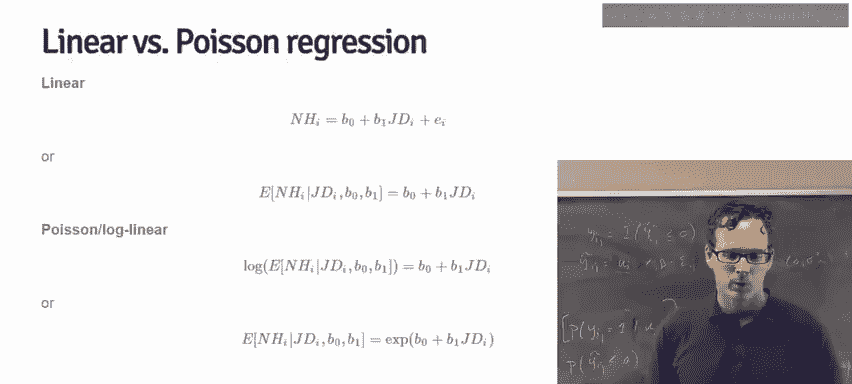 Linear vs. Poisson regression
Linear
NH_i = b_0 + b_1 JD_i + e_i
or
E[NH_i | JD_i, b_0, b_1] = b_0 + b_1 JD_i
Poisson/log-linear
log(E[NH_i | JD_i, b_0, b_1]) = b_0 + b_1 JD_i
or
E[NH_i | JD_i, b_0, b_1] = exp(b_0 + b_1 JD_i)